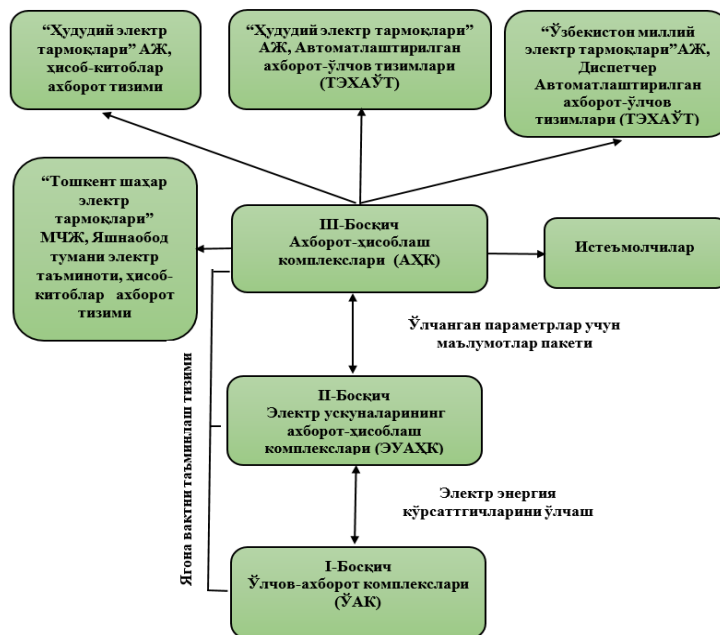 “Ҳудудий электр
тармоқлари” АЖ,
ҳисоб-китоблар
ахборот тизими
“Ҳудудий электр тармоқлари”
АЖ, Автоматлаштирилган
ахборот-ўлчов тизимлари
(ТЭХАЎТ)
“Ўзбекистон миллий
электр тармоқлари”АЖ,
Диспетчер
Автоматлаштирилган
ахборот-ўлчов
тизимлари (ТЭХАЎТ)
“Тошкент шаҳар
электр
тармоқлари”
МЧЖ, Яшнаобод
тумани электр
таъминоти, ҳисоб-
китоблар ахборот
тизими
III-Босқич
Ахборот-ҳисоблаш
комплекслари (АҲК)
Истеъмолчилар
Ўлчанган параметрлар учун
маълумотлар пакети
Ягона вактни таъминлаш тизими
II-Босқич
Электр ускуналарининг
ахборот-ҳисоблаш
комплекслари (ЭУАҲК)
Электр энергия
кўрсаттгичларини ўлчаш
I-Босқич
Ўлчов-ахборот комплекслари
(ЎАК)